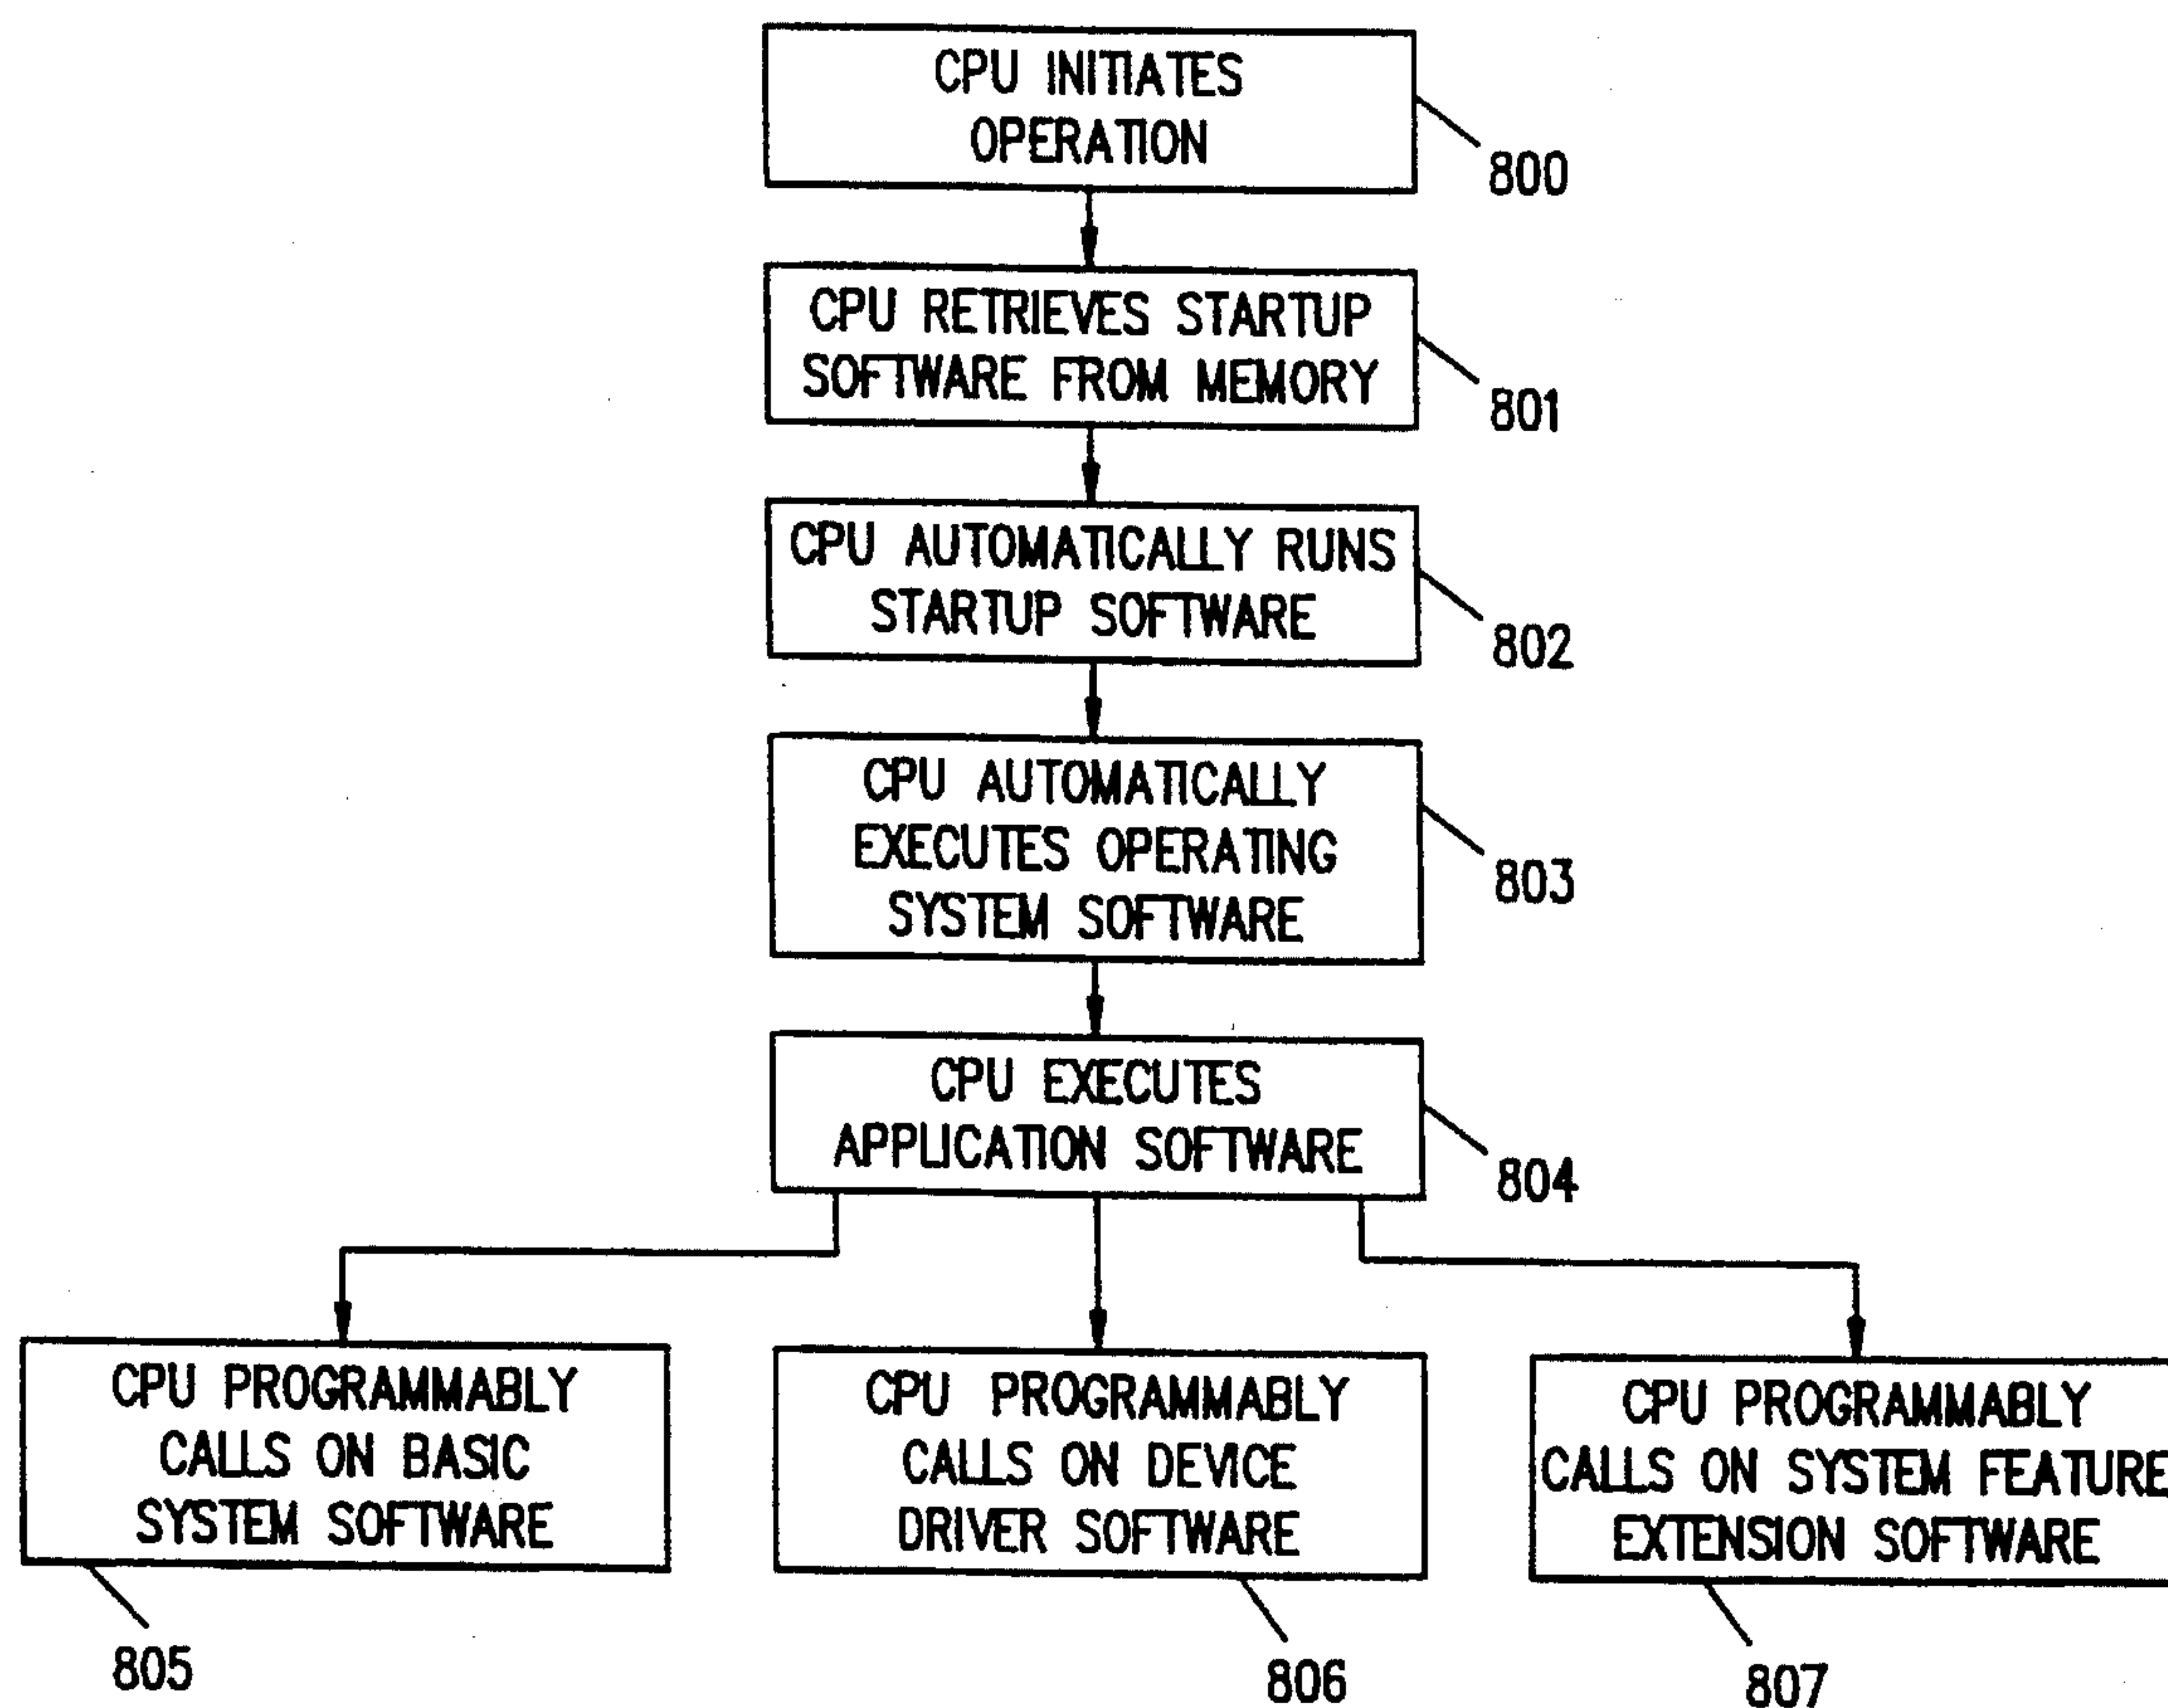 CPU INITIATES
OPERATION
800
CPU RETRIEVES STARTUP
SOFTWARE FROM MEMORY
801
CPU AUTOMATICALLY RUNS
STARTUP SOFTWARE
802
CPU AUTOMATICALLY
EXECUTES OPERATING
SYSTEM SOFTWARE
803
CPU EXECUTES
APPLICATION SOFTWARE
804
CPU PROGRAMMABLY
CALLS ON BASIC
SYSTEM SOFTWARE
805
CPU PROGRAMMABLY
CALLS ON DEVICE
DRIVER SOFTWARE
806
CPU PROGRAMMABLY
CALLS ON SYSTEM FEATURE
EXTENSION SOFTWARE
807